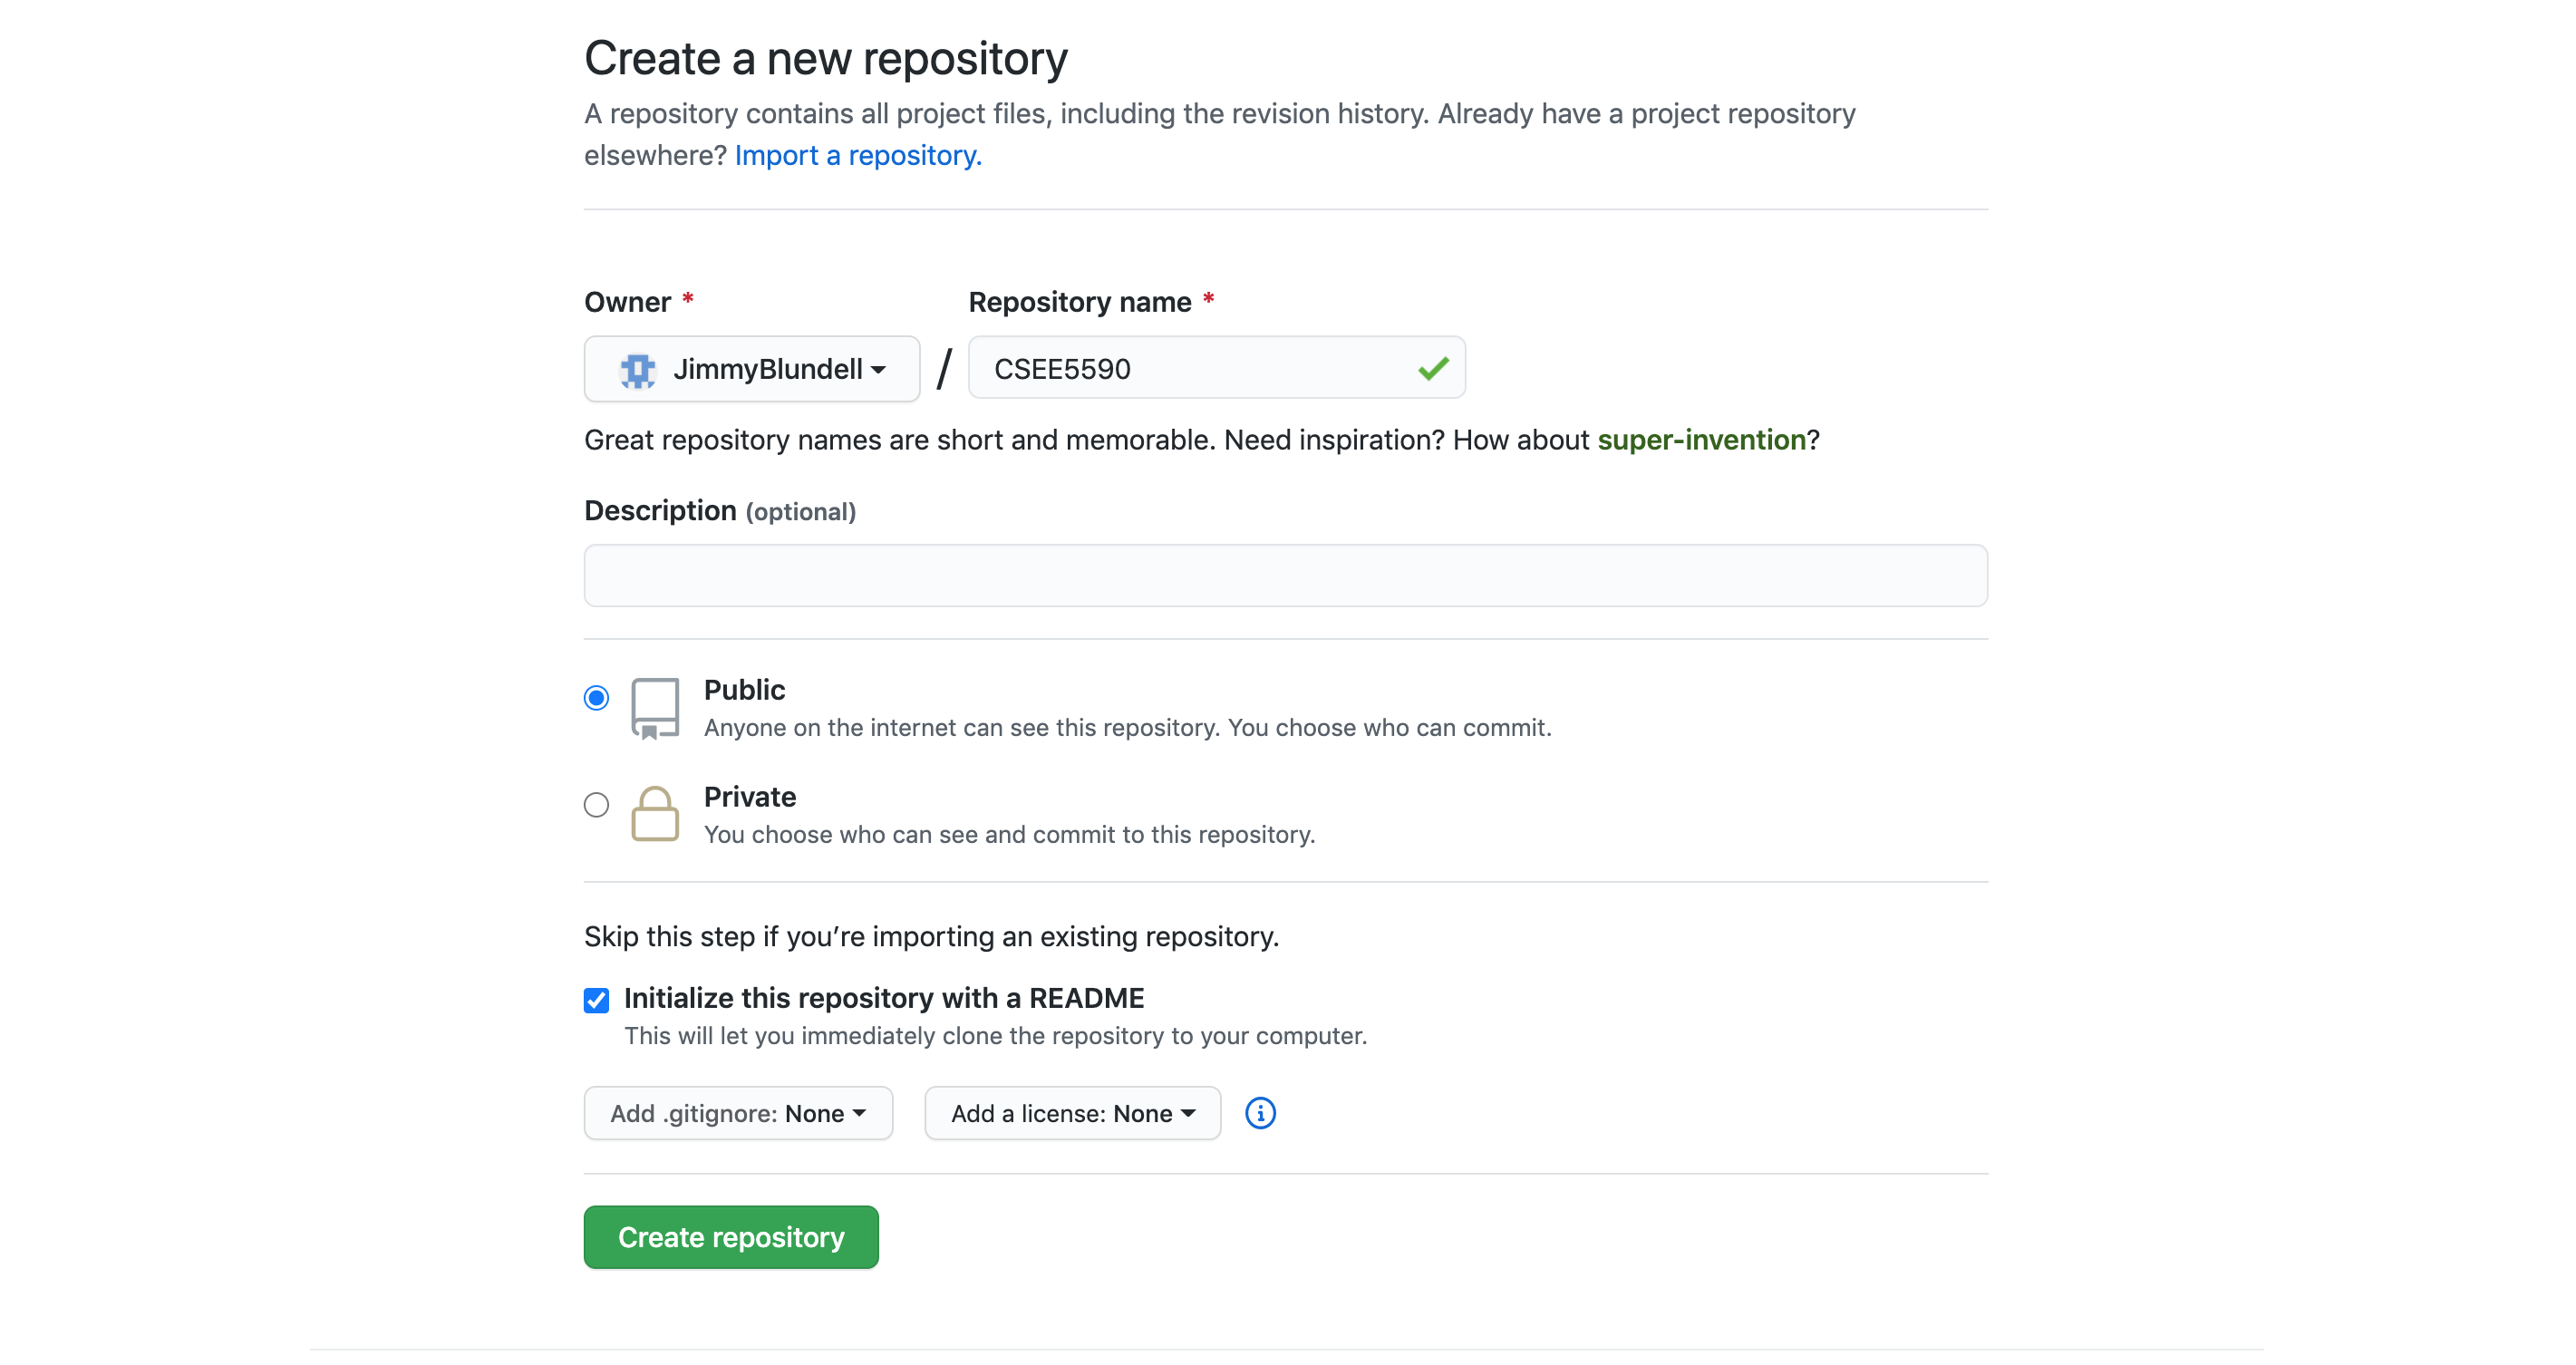 Create a new repository
A repository contains all project files, including the revision history. Already have a project repository
elsewhere? Import a repository.
Owner *
Repository name *
JimmyBlundell
/
CSEE5590
Great repository names are short and memorable. Need inspiration? How about super-invention?
Description (optional)
Public
Anyone on the internet can see this repository. You choose who can commit.
Private
You choose who can see and commit to this repository.
Skip this step if you’re importing an existing repository.
Initialize this repository with a README
This will let you immediately clone the repository to your computer.
Add .gitignore: None
Add a license: None
Create repository